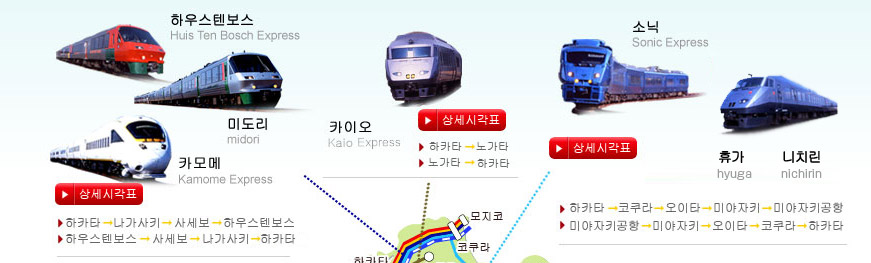 하우스텐보스
Huis Ten Bosch Express
미도리
midori
카모메
Kamome Express
▶ 상세시각표
하카타→나가사키→사세보→하우스텐보스
하우스텐보스→사세보→나가사키→하카타
카이오
Kaio Express
▶ 상세시각표
하카타→노가타
노가타→하카타
소닉
Sonic Express
▶ 상세시각표
휴가
hyuga
니치린
nichirin
하카타→코쿠라→오이타→미야자키→미야자키공항
미야자키공항→미야자키→오이타→코쿠라→하카타
모지코
코쿠라
하카타